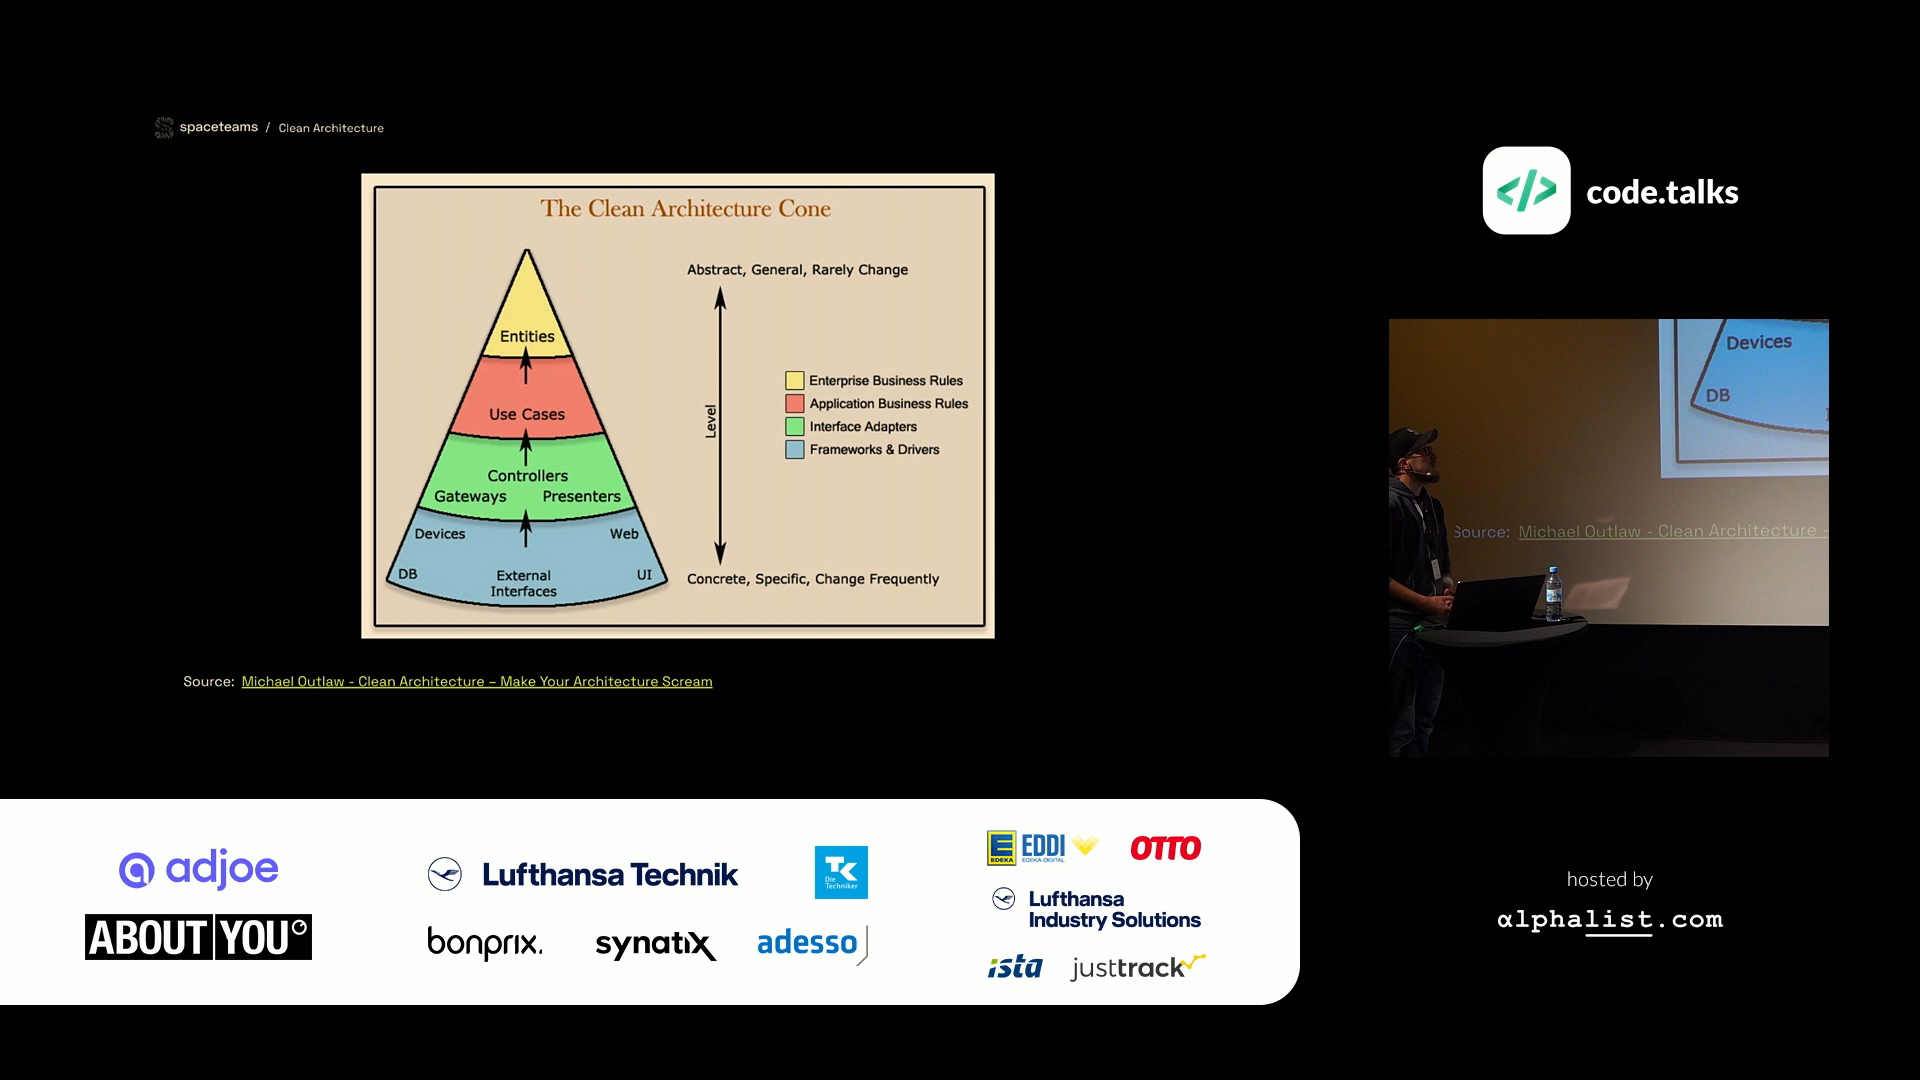 spaceteams / Clean Architecture
The Clean Architecture Cone
Abstract, General, Rarely Change
Entities
Use Cases
Controllers
Gateways Presenters
Devices Web
DB External Interfaces UI
Level
Enterprise Business Rules
Application Business Rules
Interface Adapters
Frameworks & Drivers
Concrete, Specific, Change Frequently
Source: Michael Outlaw - Clean Architecture – Make Your Architecture Scream
</> code.talks
Devices
DB
Source: Michael Outlaw - Clean Architecture -
adjoe
ABOUT YOU
Lufthansa Technik
TK
Die
Techniker
bonprix.
synatix
adesso
E EDDI
EDEKA EDEKA DIGITAL
OTTO
Lufthansa
Industry Solutions
ista
justtrack
hosted by
αlphalist.com